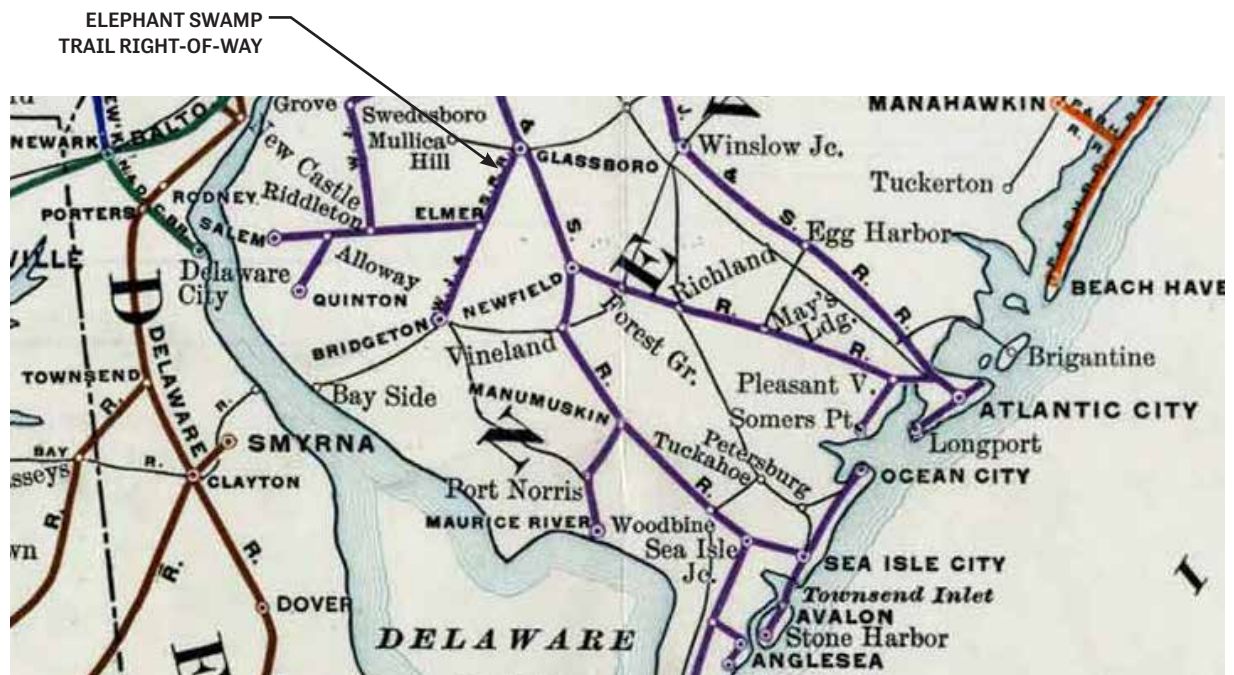 ELEPHANT SWAMP
TRAIL RIGHT-OF-WAY
Grove
Swedesboro
Mullica
Hill
GLASSBORO
Winslow Jc.
MANAHAWKIN
Tuckerton
NEWARK
BALTO
New Castle
RODNEY
PORTERS
Riddleton
ELMER
SALEM
Egg Harbor
VILLE
Delaware
City
Alloway
QUINTON
NEWFIELD
Richland
BEACH HAVE
BRIDGETON
Forest Gr.
May's
Ldg.
Vineland
Brigantine
TOWNSEND
DELAWARE
R.
Bay Side
MANUMUSKIN
Pleasant V.
Somers Pt.
ATLANTIC CITY
Longport
SMYRNA
BAY
asseys
R.
CLAYTON
Tuckahoe
Petersburg
OCEAN CITY
Port Norris
MAURICE RIVER
Woodbine
Sea Isle
Jc.
SEA ISLE CITY
Townsend Inlet
AVALON
Stone Harbor
ANGLESEA
wn
R.
R.
DOVER
DELAWARE
D
E
I